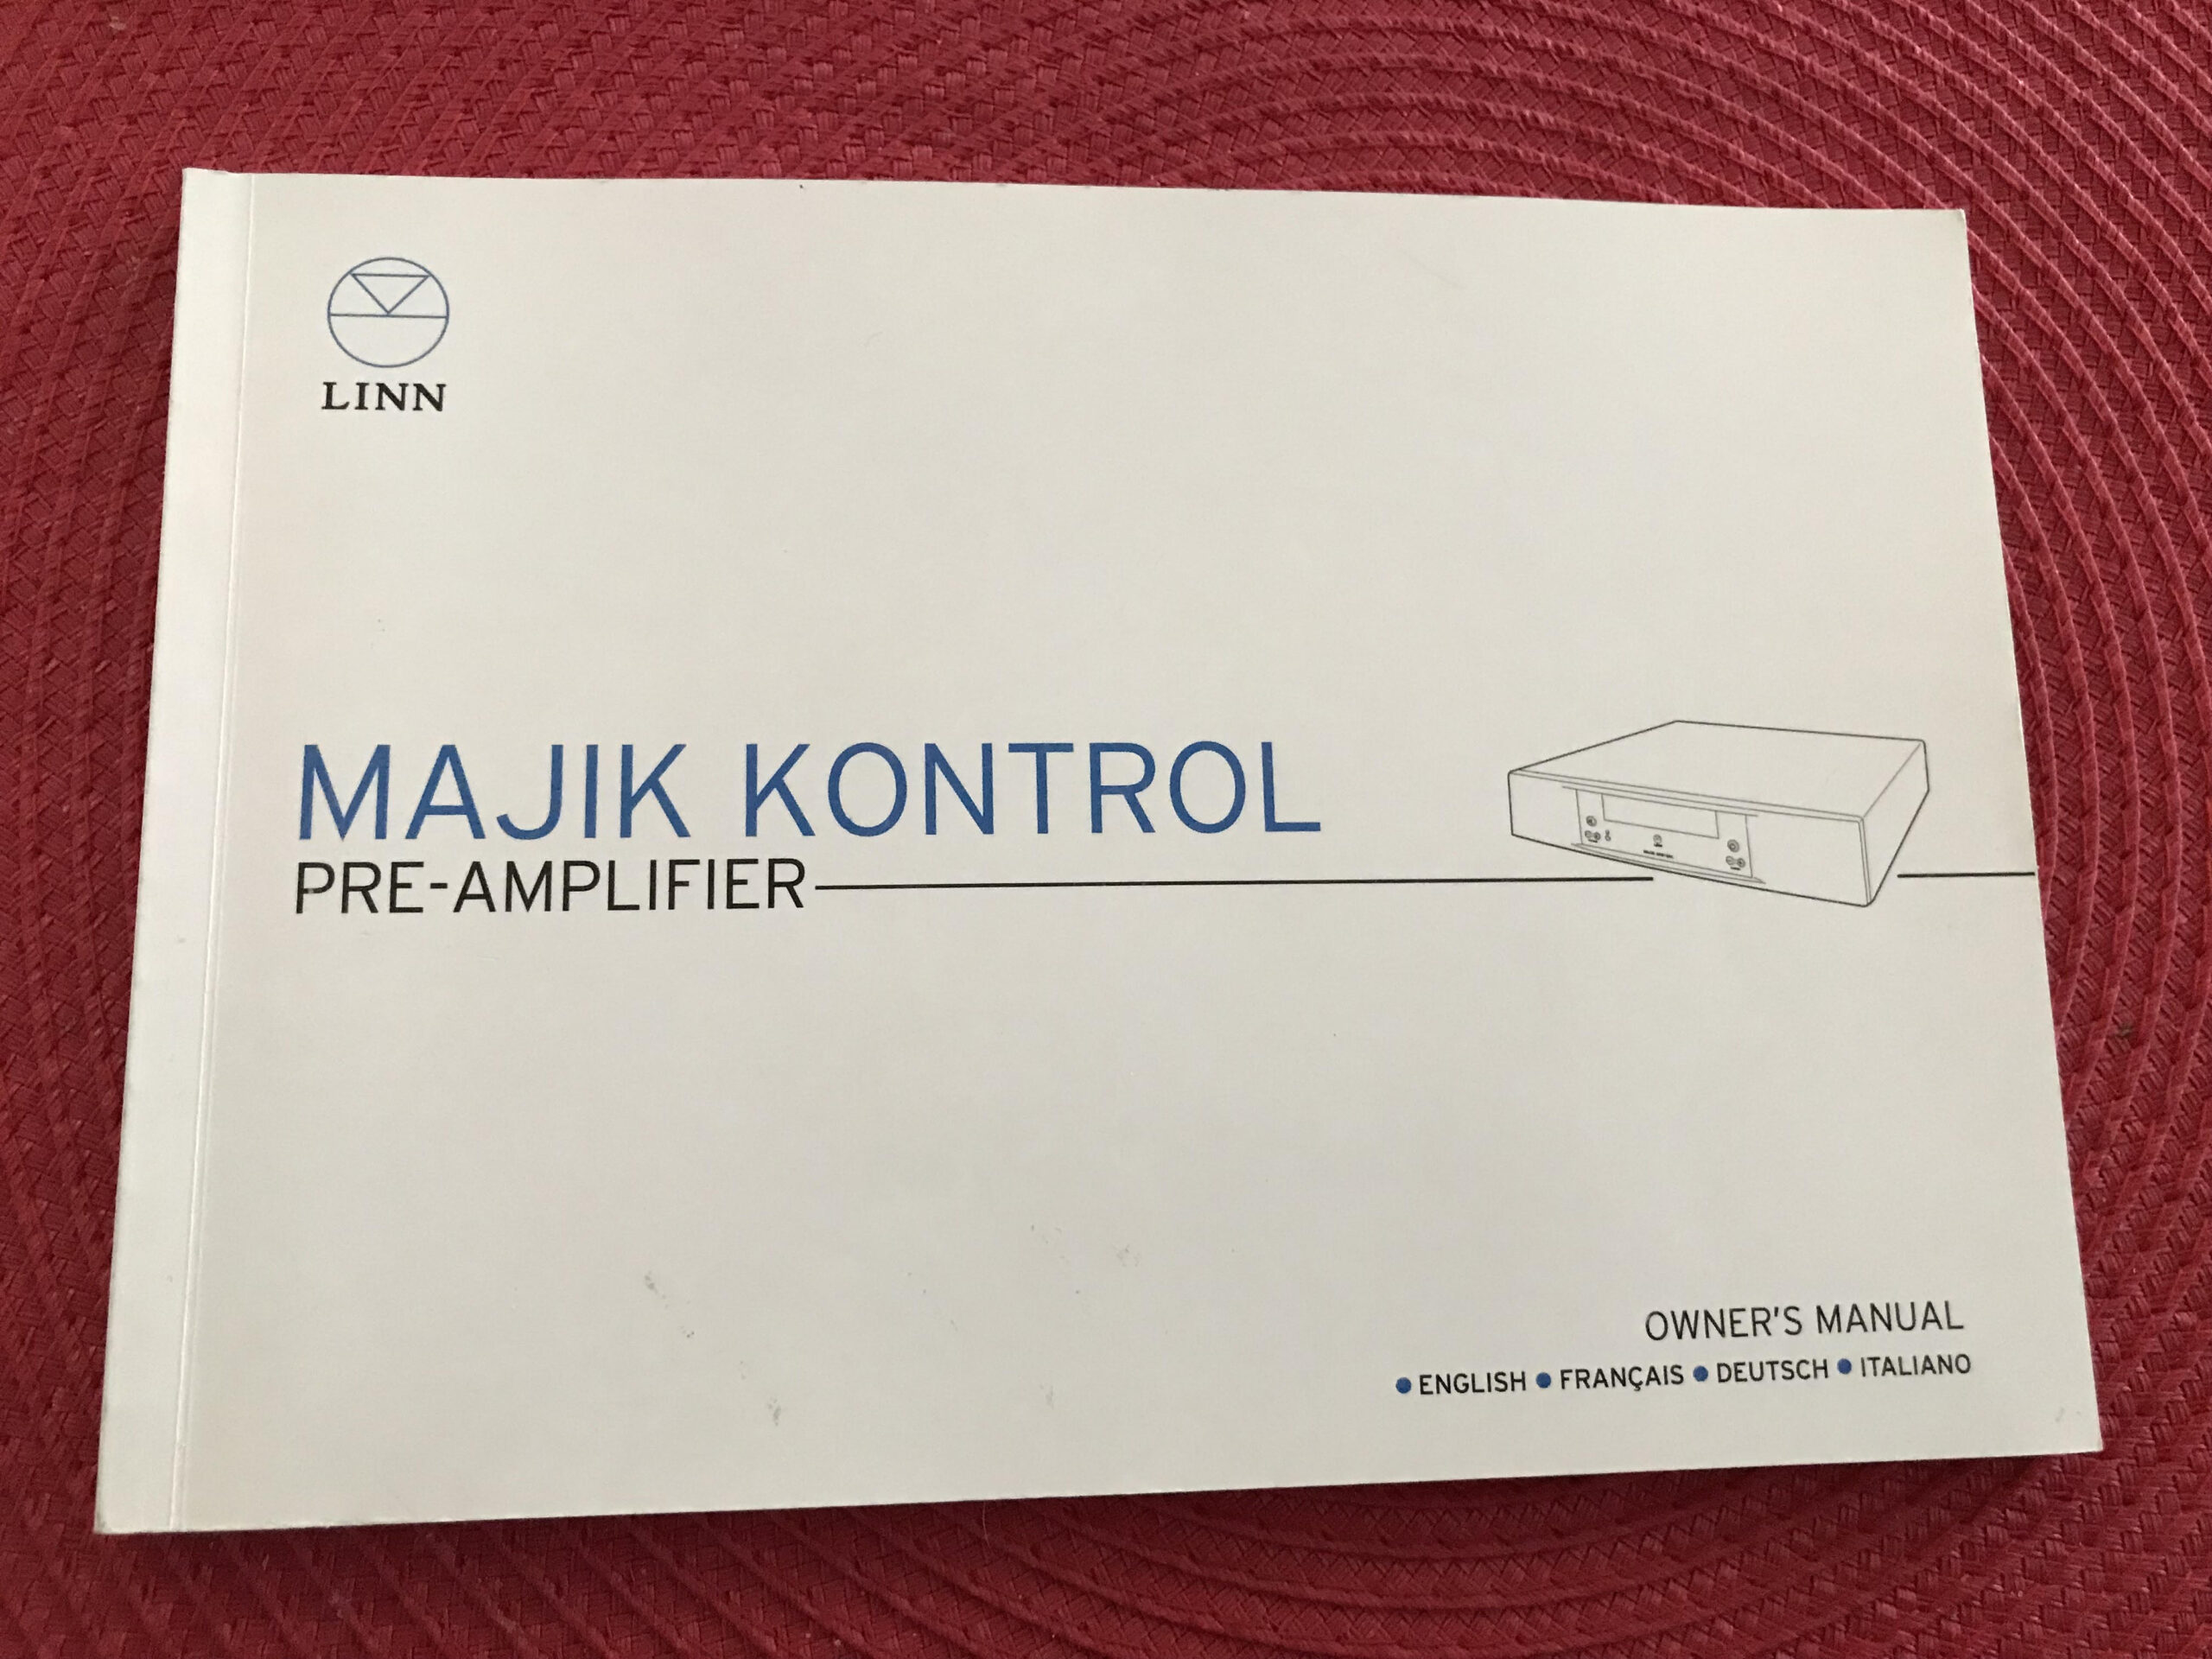 LINN
MAJIK KONTROL
PRE-AMPLIFIER
OWNER'S MANUAL
● ENGLISH ● FRANÇAIS ● DEUTSCH ● ITALIANO